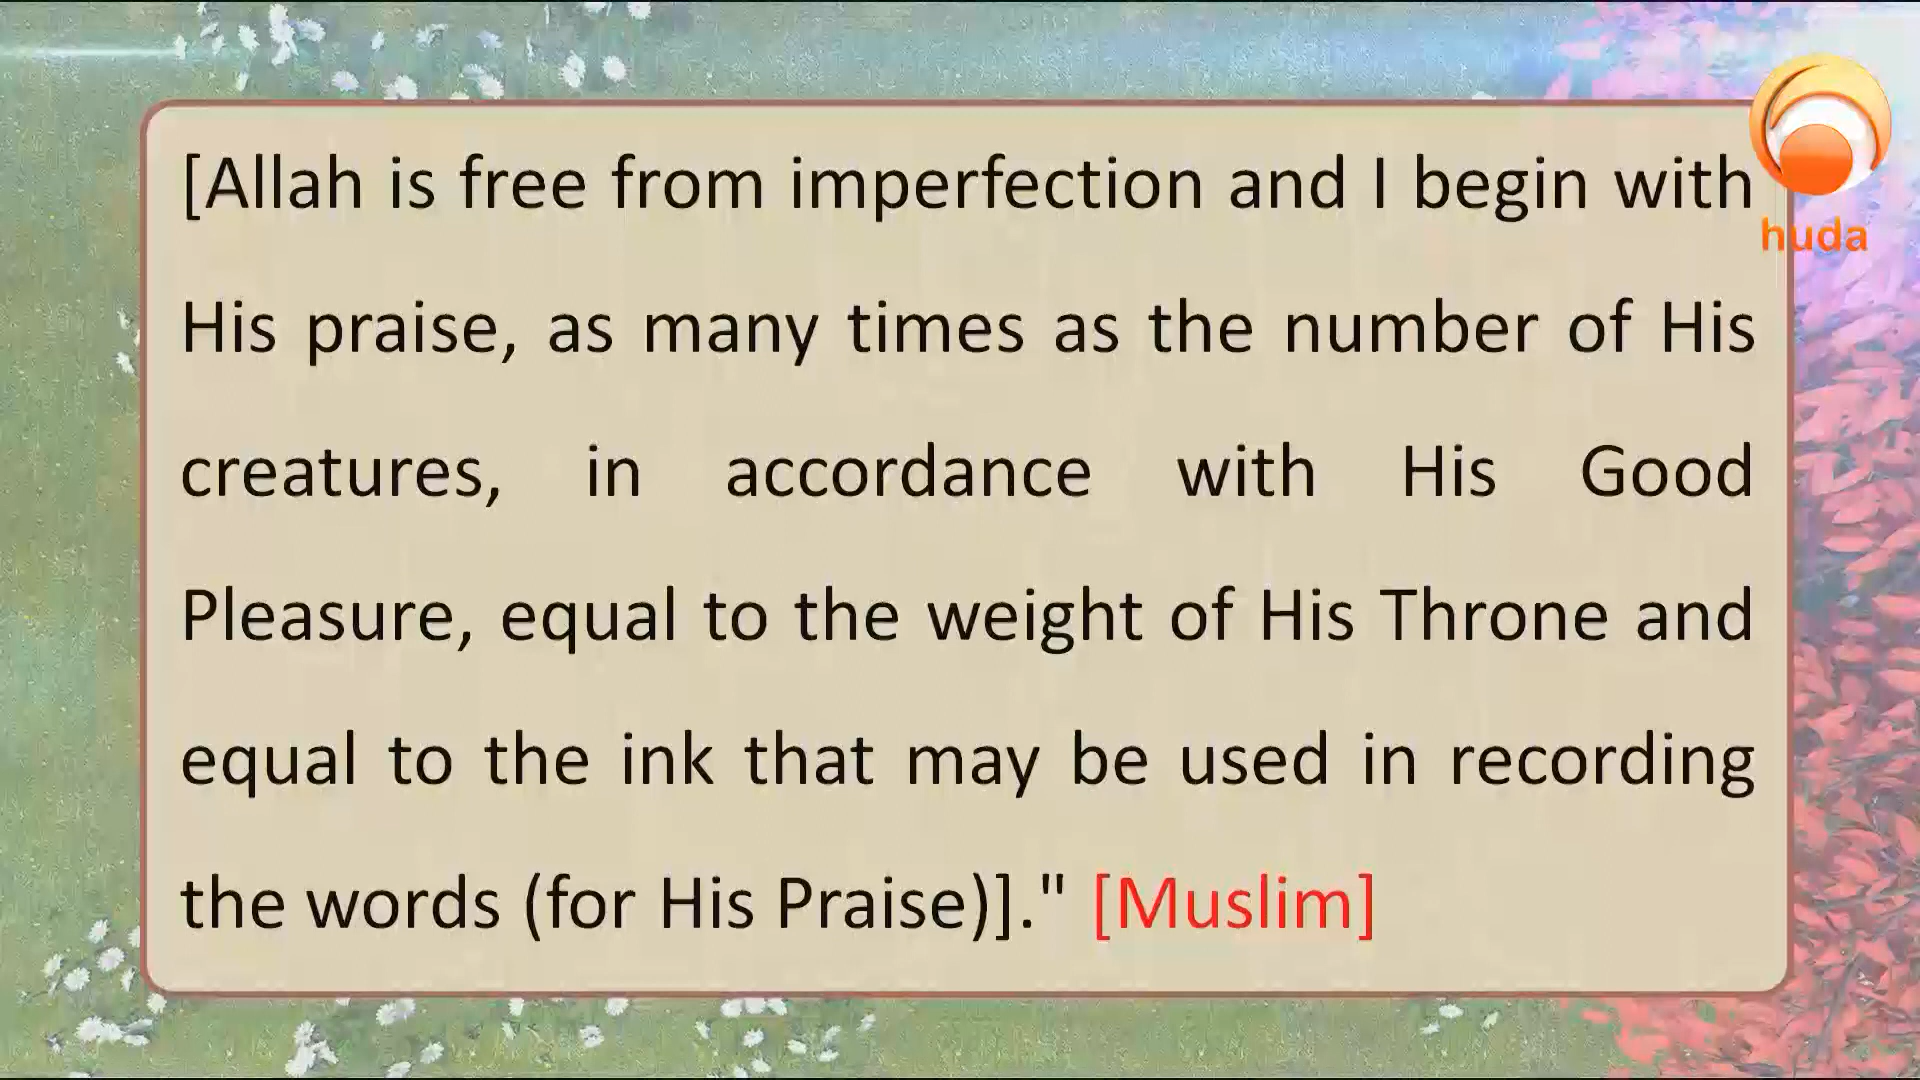 [Allah is free from imperfection and I begin with
His praise, as many times as the number of His
creatures, in accordance with His Good
Pleasure, equal to the weight of His Throne and
equal to the ink that may be used in recording
the words (for His Praise)]." [Muslim]
huda